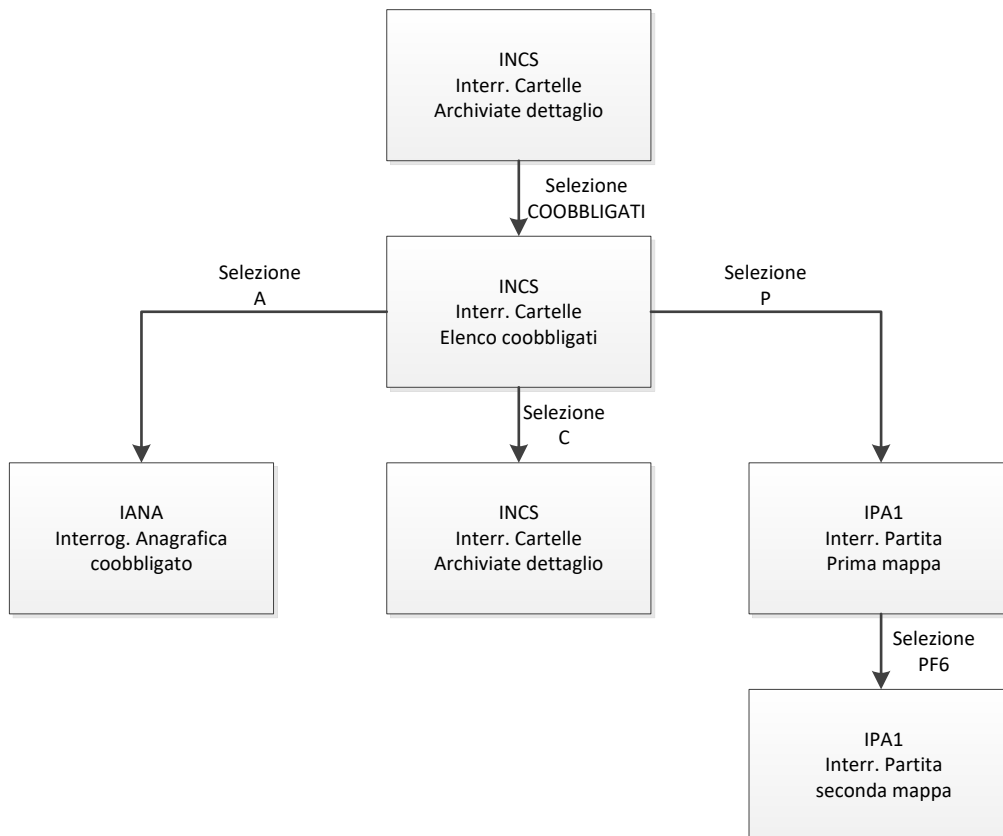 INCS
Interr. Cartelle
Archiviate dettaglio
Selezione
COOBBLIGATI
Selezione
A
INCS
Interr. Cartelle
Elenco coobbligati
Selezione
P
Selezione
C
IANA
Interrog. Anagrafica
coobbligato
INCS
Interr. Cartelle
Archiviate dettaglio
IPA1
Interr. Partita
Prima mappa
Selezione
PF6
IPA1
Interr. Partita
seconda mappa